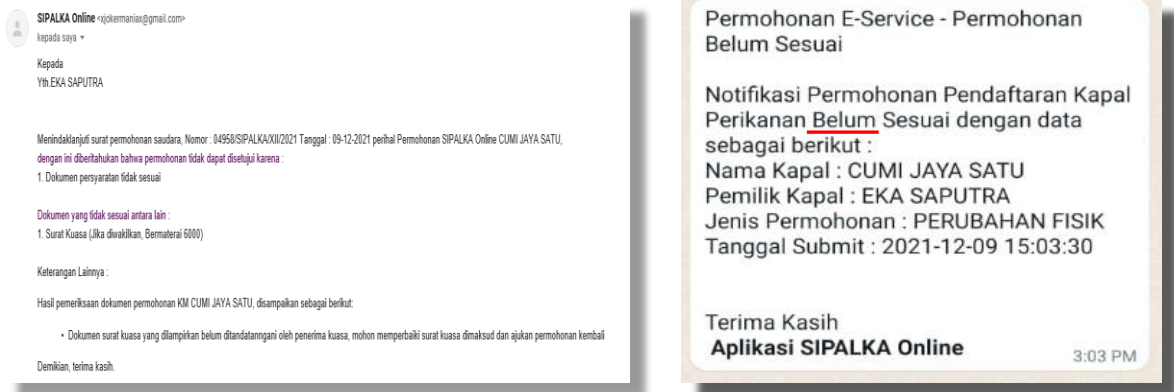 SIPALKA Online <xjokermaniax@gmail.com>
kepada saya
Kepada
Yth.EKA SAPUTRA
Menindaklanjuti surat permohonan saudara, Nomor : 04958/SIPALKA/XII/2021 Tanggal : 09-12-2021 perihal Permohonan SIPALKA Online CUMI JAYA SATU,
dengan ini diberitahukan bahwa permohonan tidak dapat disetujui karena :
1. Dokumen persyaratan tidak sesuai
Dokumen yang tidak sesuai antara lain :
1. Surat Kuasa (Jika diwakilkan, Bermaterai 6000)
Keterangan Lainnya :
Hasil pemeriksaan dokumen permohonan KM CUMI JAYA SATU, disampaikan sebagai berikut:
• Dokumen surat kuasa yang dilampirkan belum ditandatanngani oleh penerima kuasa, mohon memperbaiki surat kuasa dimaksud dan ajukan permohonan kembali
Demikian, terima kasih.
Permohonan E-Service - Permohonan
Belum Sesuai
Notifikasi Permohonan Pendaftaran Kapal
Perikanan Belum Sesuai dengan data
sebagai berikut :
Nama Kapal : CUMI JAYA SATU
Pemilik Kapal : EKA SAPUTRA
Jenis Permohonan : PERUBAHAN FISIK
Tanggal Submit : 2021-12-09 15:03:30
Terima Kasih
Aplikasi SIPALKA Online
3:03 PM